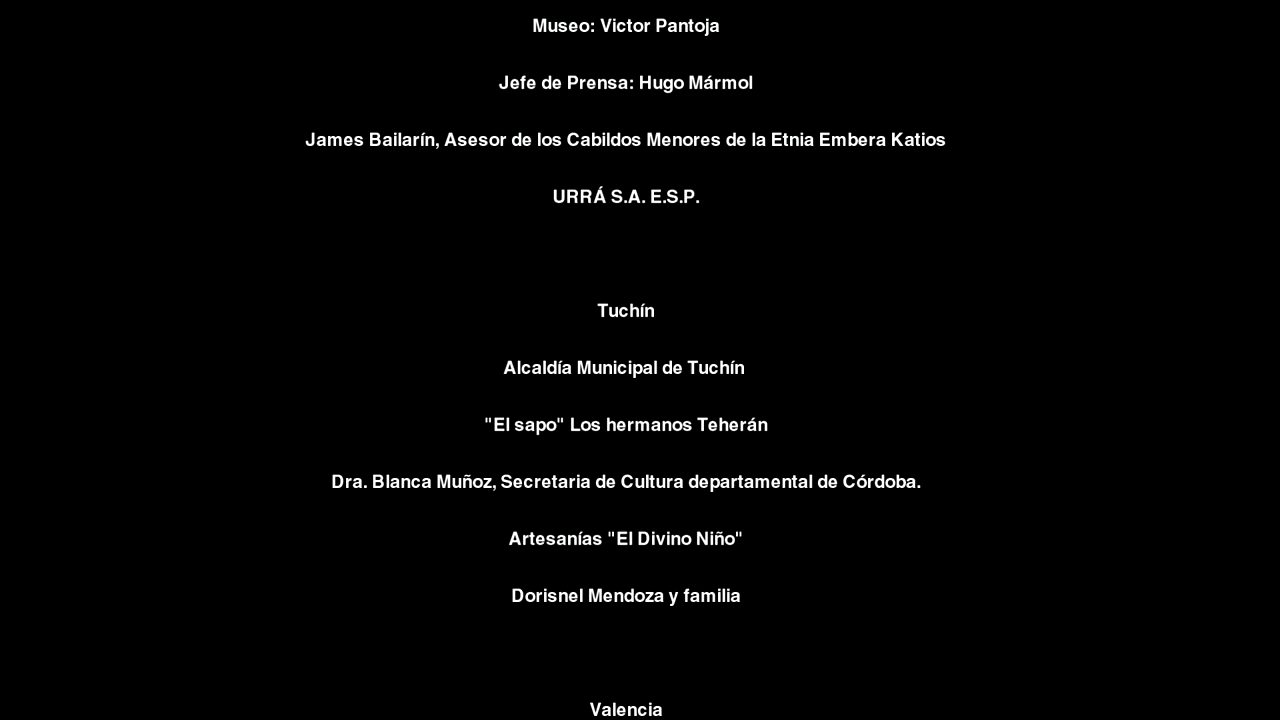 Museo: Victor Pantoja
Jefe de Prensa: Hugo Mármol
James Bailarín, Asesor de los Cabildos Menores de la Etnia Embera Katios
URRÁ S.A. E.S.P.
Tuchín
Alcaldía Municipal de Tuchín
"El sapo" Los hermanos Teherán
Dra. Blanca Muñoz, Secretaria de Cultura departamental de Córdoba.
Artesanías "El Divino Niño"
Dorisnel Mendoza y familia
Valencia